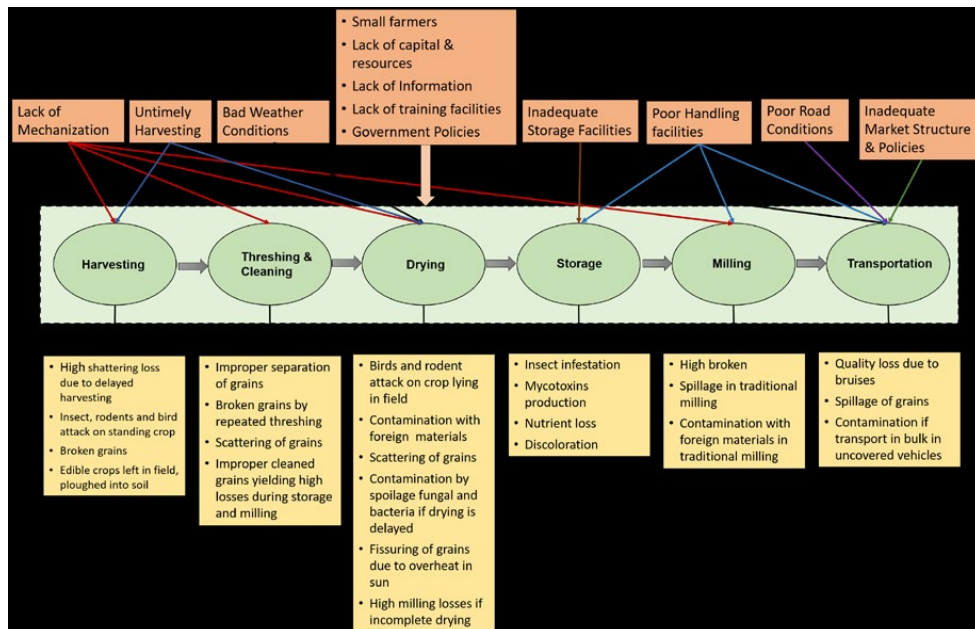 • Small farmers
• Lack of capital &
resources
• Lack of Information
• Lack of training facilities
• Government Policies
Lack of
Mechanization
Untimely
Harvesting
Bad Weather
Conditions
Inadequate
Storage Facilities
Poor Handling
facilities
Poor Road
Conditions
Inadequate
Market Structure
& Policies
Harvesting
Threshing &
Cleaning
Drying
Storage
Milling
Transportation
• High shattering loss
due to delayed
harvesting
• Insect, rodents and bird
attack on standing crop
• Broken grains
• Edible crops left in field,
ploughed into soil
• Improper separation
of grains
• Broken grains by
repeated threshing
• Scattering of grains
• Improper cleaned
grains yielding high
losses during storage
and milling
• Birds and rodent
attack on crop lying
in field
• Contamination with
foreign materials
• Scattering of grains
• Contamination by
spoilage fungal and
bacteria if drying is
delayed
• Fissuring of grains
due to overheat in
sun
• High milling losses if
incomplete drying
• Insect infestation
• Mycotoxins
production
• Nutrient loss
• Discoloration
• High broken
• Spillage in traditional
milling
• Contamination with
foreign materials in
traditional milling
• Quality loss due to
bruises
• Spillage of grains
• Contamination if
transport in bulk in
uncovered vehicles